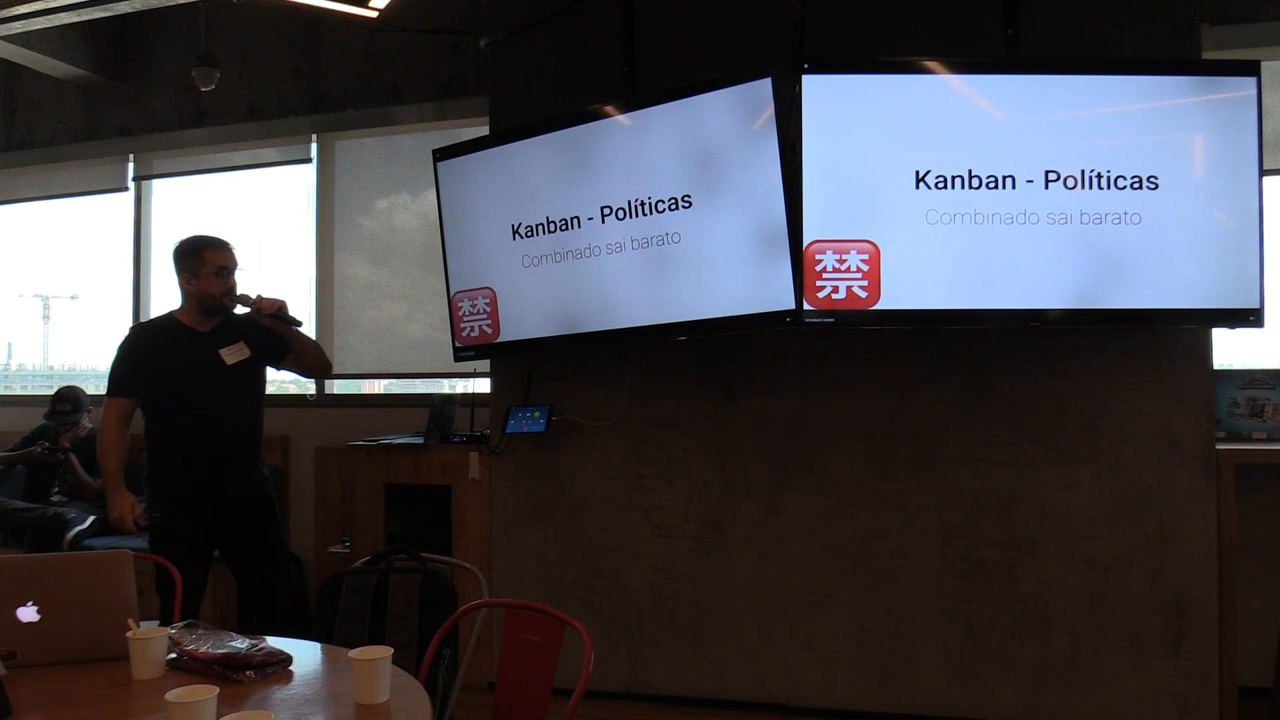 Kanban - Políticas
Combinado sai barato
禁
Kanban - Políticas
Combinado sai barato
禁